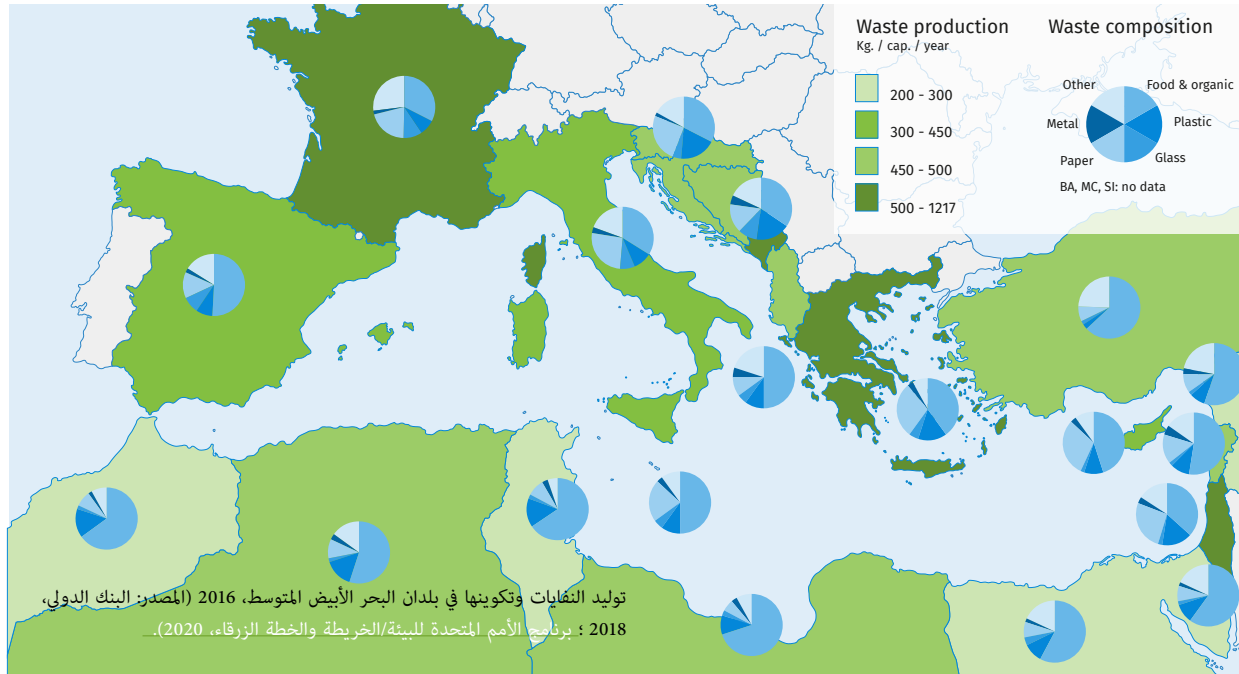 Waste production
Kg. / cap. / year
200 - 300
300 - 450
450 - 500
500 - 1217
Waste composition
Other
Food & organic
Metal
Plastic
Paper
Glass
BA, MC, SI: no data
توليد النفايات وتكوينها في بلدان البحر الأبيض المتوسط، 2016 (المصدر: البنك الدولي،
2018 ؛ برنامج الأمم المتحدة للبيئة/الخريطة والخطة الزرقاء، 2020).